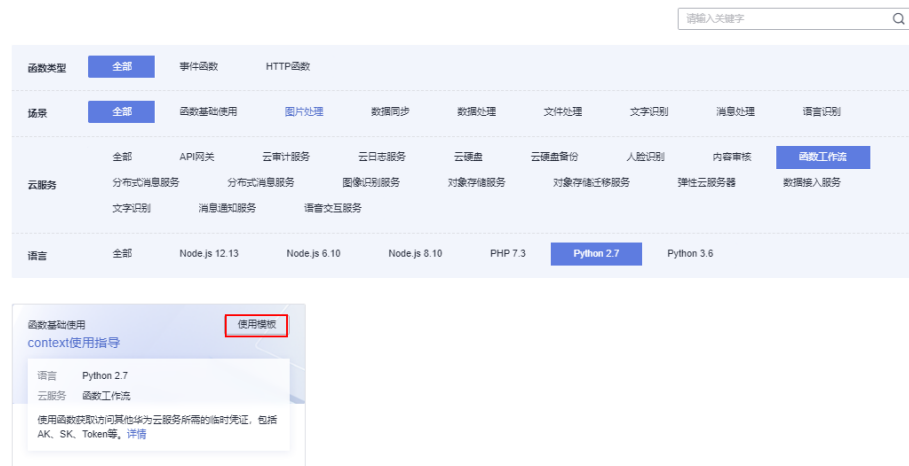 请输入关键字
函数类型 全部 事件函数 HTTP函数
场景 全部 函数基础使用 图片处理 数据同步 数据处理 文件处理 文字识别 消息处理 语言识别
全部 API网关 云审计服务 云日志服务 云硬盘 云硬盘备份 人脸识别 内容审核 函数工作流
云服务 分布式消息服务 分布式消息服务 图像识别服务 对象存储服务 对象存储迁移服务 弹性云服务器 数据接入服务
文字识别 消息通知服务 语音交互服务
语言 全部 Node.js 12.13 Node.js 6.10 Node.js 8.10 PHP 7.3 Python 2.7 Python 3.6
函数基础使用 使用模板
context使用指导
语言 Python 2.7
云服务 函数工作流
使用函数获取访问其他华为云服务所需的临时凭证，包括
AK、SK、Token等。详情